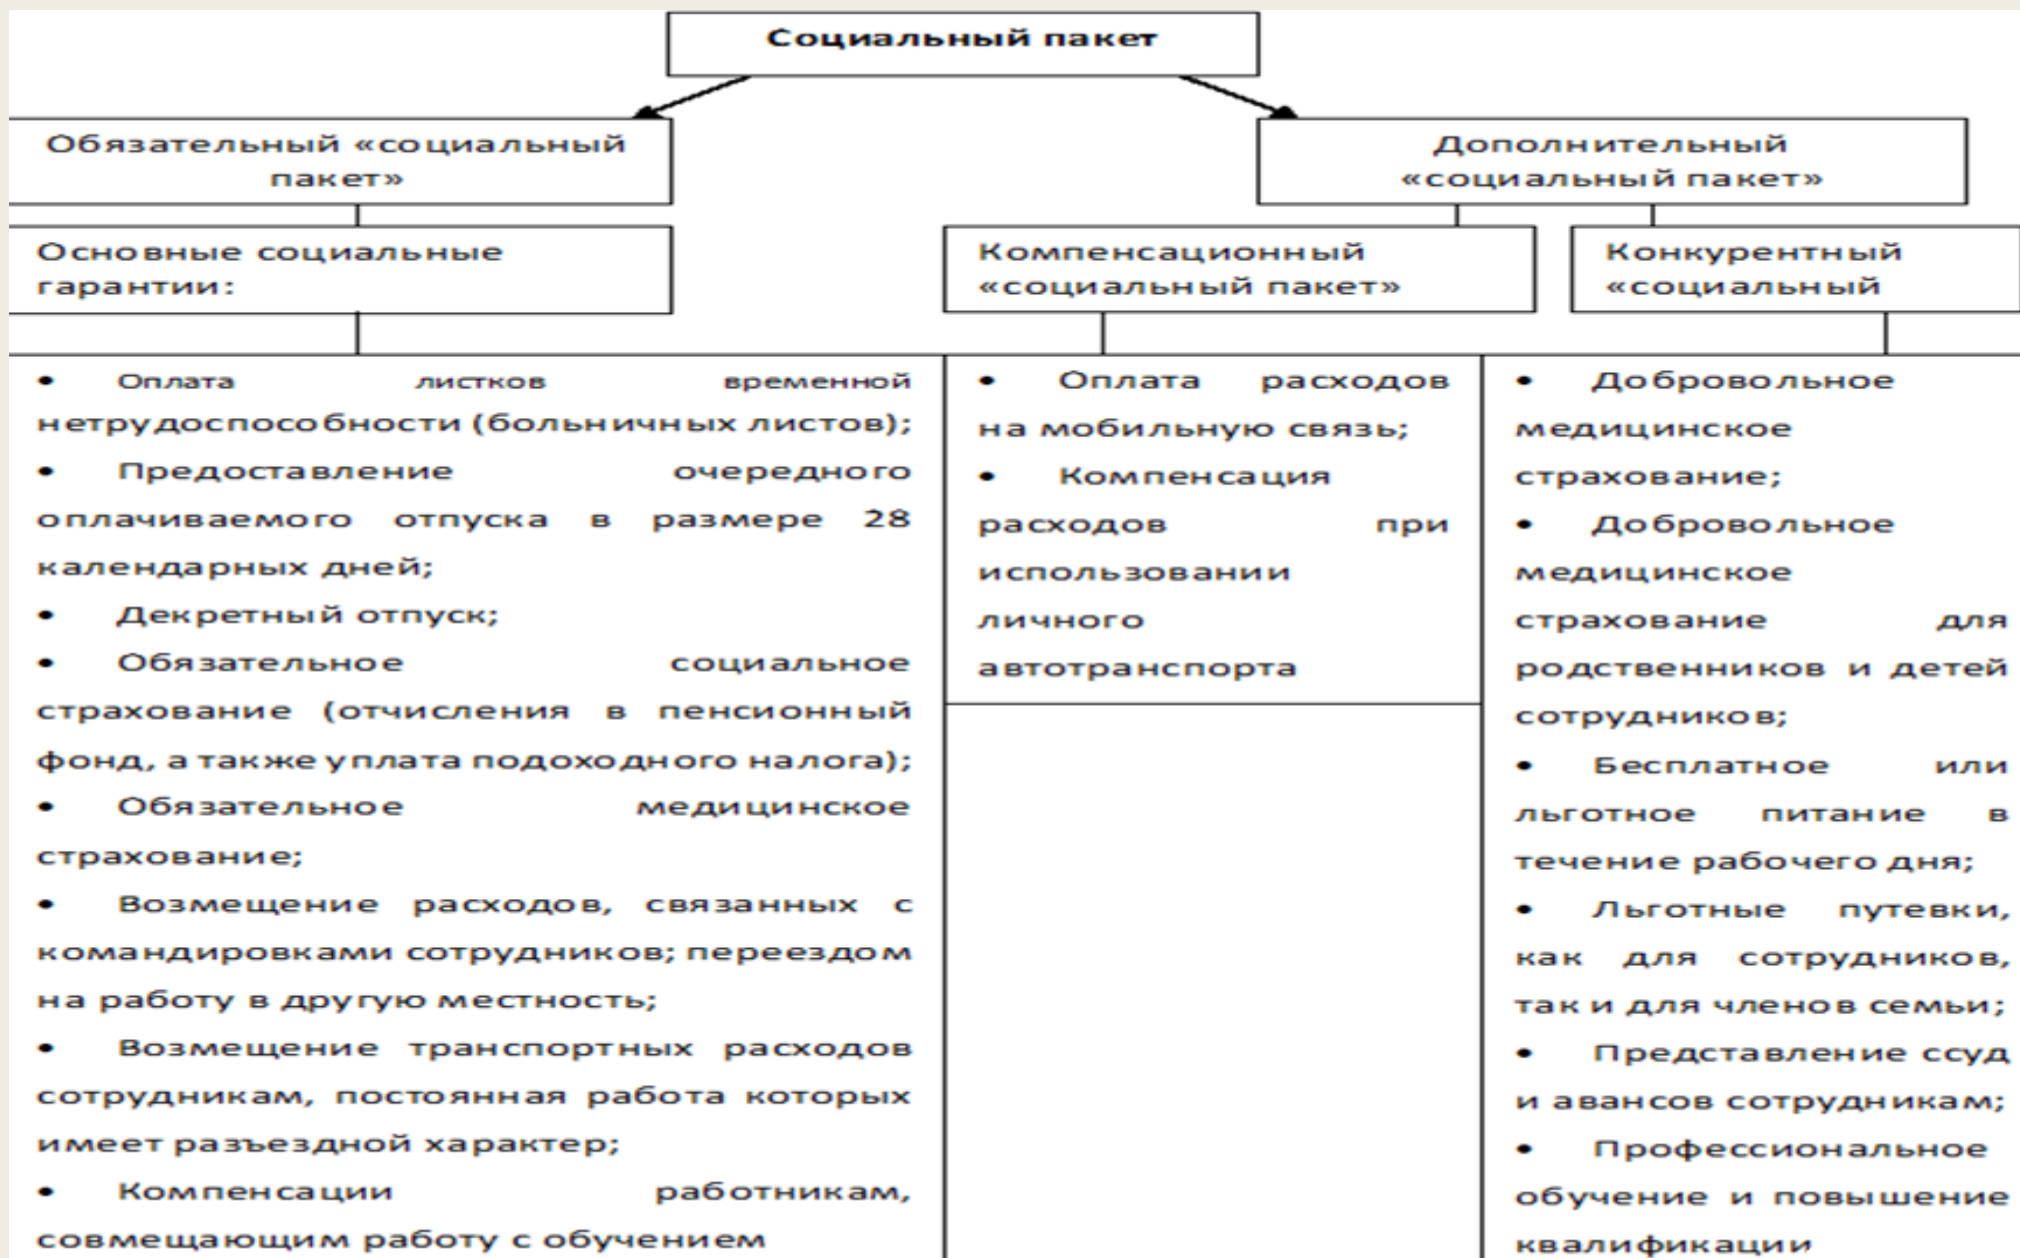 Социальный пакет
Обязательный «социальный
пакет»
Дополнительный
«социальный пакет»
Основные социальные
гарантии:
Компенсационный
«социальный пакет»
Конкурентный
«социальный
• Оплата листков временной
нетрудоспособности (больничных листов);
• Предоставление очередного
оплачиваемого отпуска в размере 28
календарных дней;
• Декретный отпуск;
• Обязательное социальное
страхование (отчисления в пенсионный
фонд, а также уплата подоходного налога);
• Обязательное медицинское
страхование;
• Возмещение расходов, связанных с
командировками сотрудников; переездом
на работу в другую местность;
• Возмещение транспортных расходов
сотрудникам, постоянная работа которых
имеет разъездной характер;
• Компенсации работникам,
совмещающим работу с обучением
• Оплата расходов
на мобильную связь;
• Компенсация
расходов при
использовании
личного
автотранспорта
• Добровольное
медицинское
страхование;
• Добровольное
медицинское
страхование для
родственников и детей
сотрудников;
• Бесплатное или
льготное питание в
течение рабочего дня;
• Льготные путевки,
как для сотрудников,
так и для членов семьи;
• Представление ссуд
и авансов сотрудникам;
• Профессиональное
обучение и повышение
квалификации